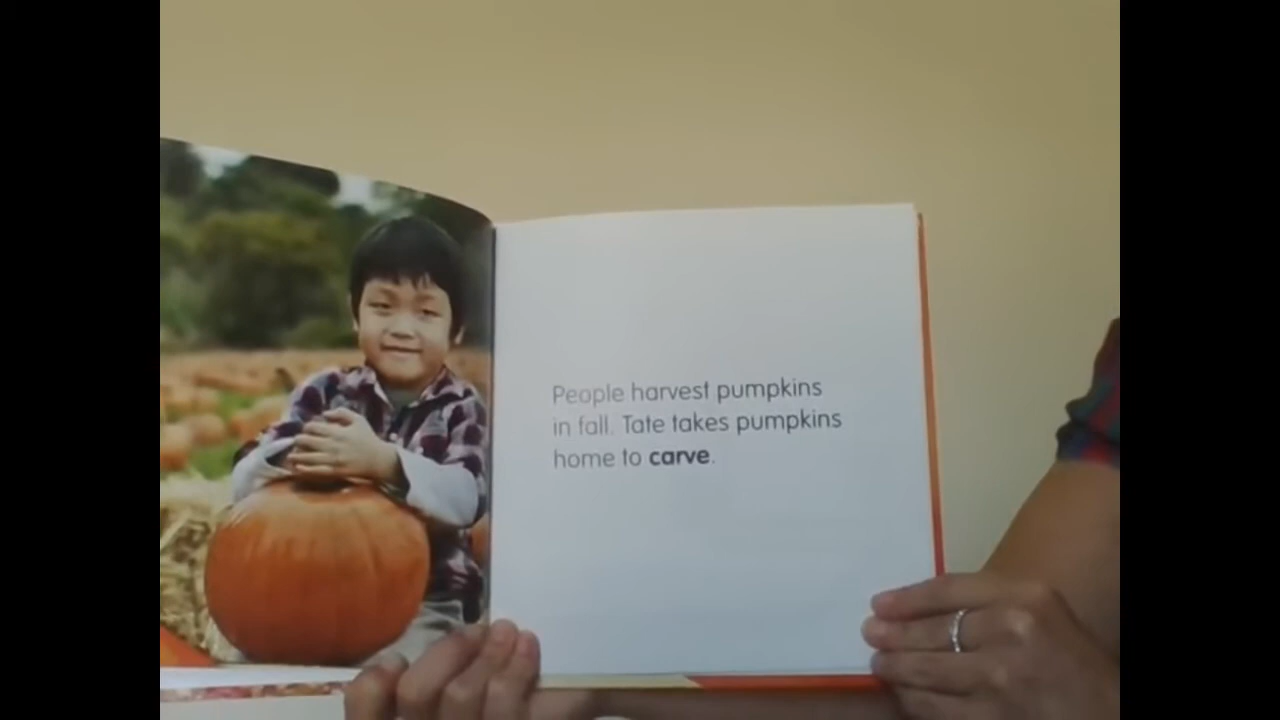 People harvest pumpkins
in fall. Tate takes pumpkins
home to carve.